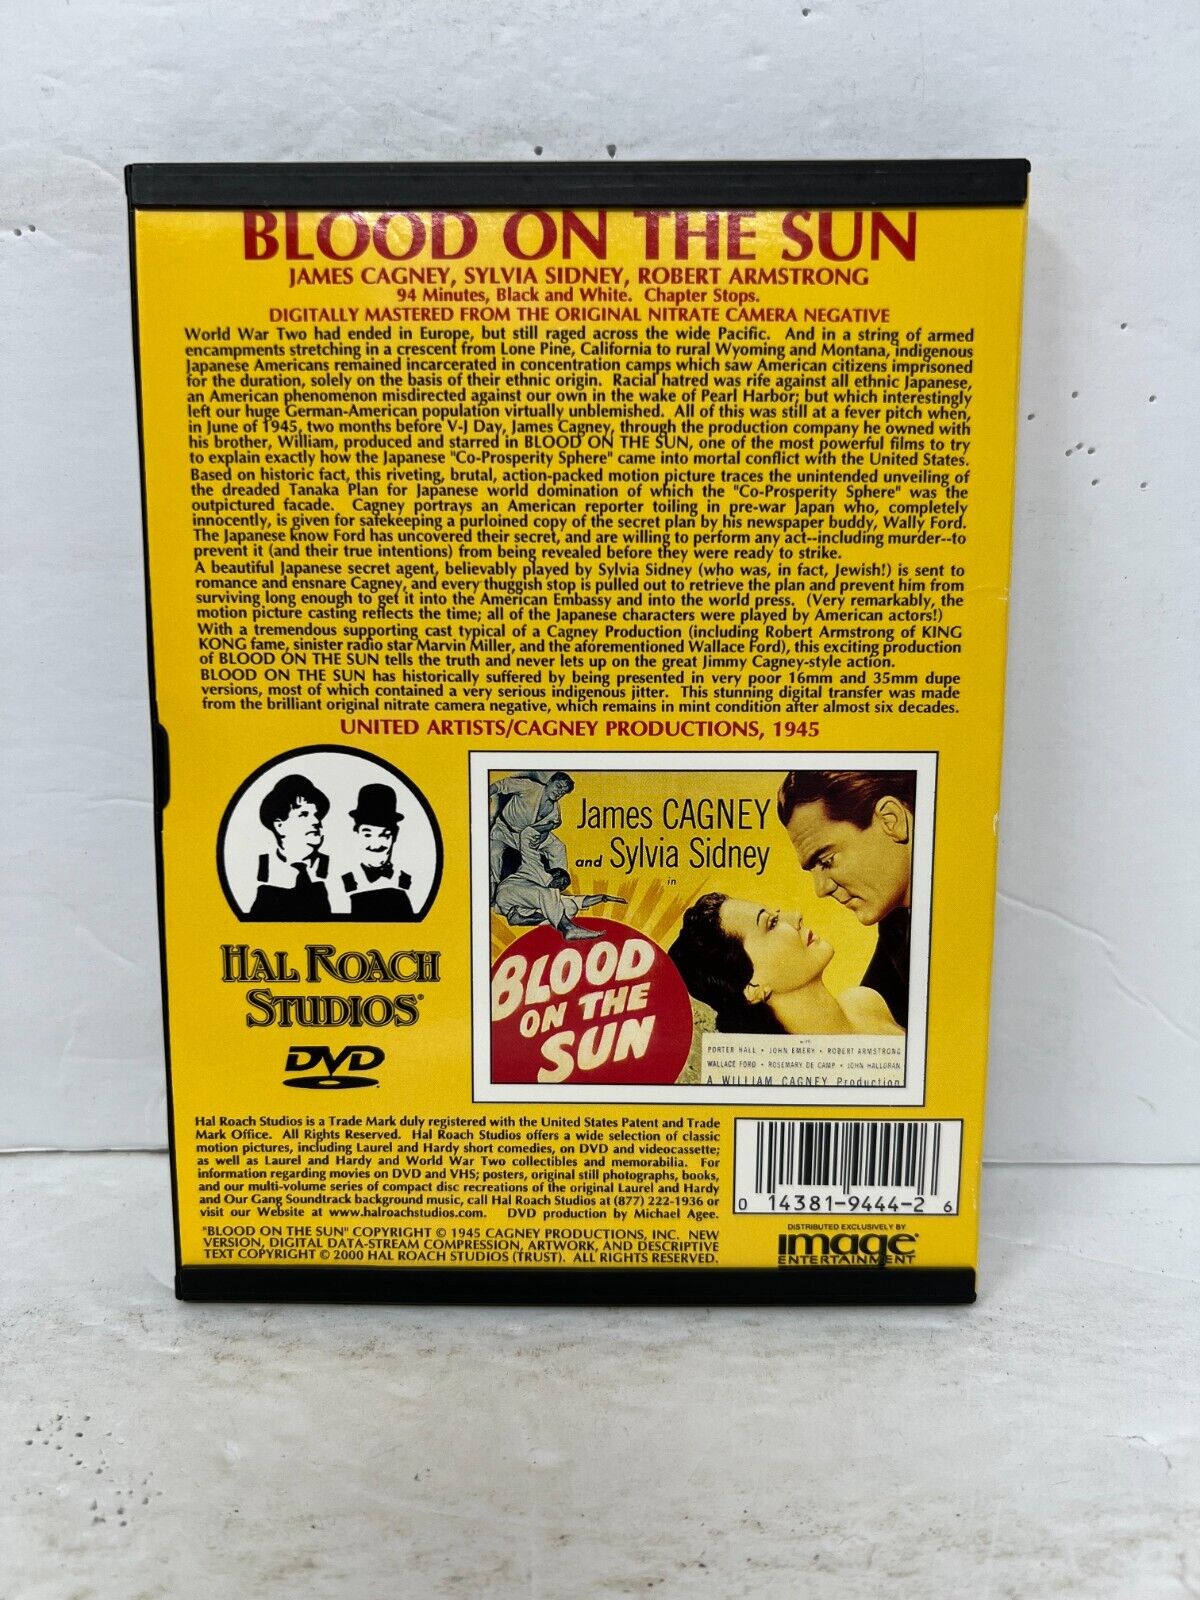 BLOOD ON THE SUN
JAMES CAGNEY, SYLVIA SIDNEY, ROBERT ARMSTRONG
94 Minutes, Black and White. Chapter Stops.
DIGITALLY MASTERED FROM THE ORIGINAL NITRATE CAMERA NEGATIVE
World War Two had ended in Europe, but still raged across the wide Pacific. And in a string of armed
encampments stretching in a crescent from Lone Pine, California to rural Wyoming and Montana, indigenous
Japanese Americans remained incarcerated in concentration camps which saw American citizens imprisoned
for the duration, solely on the basis of their ethnic origin. Racial hatred was rife against all ethnic Japanese,
an American phenomenon misdirected against our own in the wake of Pearl Harbor; but which interestingly
left our huge German-American population virtually unblemished. All of this was still at a fever pitch when,
in June of 1945, two months before V-J Day, James Cagney, through the production company he owned with
his brother, William, produced and starred in BLOOD ON THE SUN, one of the most powerful films to try
to explain exactly how the Japanese "Co-Prosperity Sphere" came into mortal conflict with the United States.
Based on historic fact, this riveting, brutal, action-packed motion picture traces the unintended unveiling of
the dreaded Tanaka Plan for Japanese world domination of which the "Co-Prosperity Sphere" was the
outpictured facade. Cagney portrays an American reporter toiling in pre-war Japan who, completely
innocently, is given for safekeeping a purloined copy of the secret plan by his newspaper buddy, Wally Ford.
The Japanese know Ford has uncovered their secret, and are willing to perform any act--including murder--to
prevent it (and their true intentions) from being revealed before they were ready to strike.
A beautiful Japanese secret agent, believably played by Sylvia Sidney (who was, in fact, Jewish!) is sent to
romance and ensnare Cagney, and every thuggish stop is pulled out to retrieve the plan and prevent him from
surviving long enough to get it into the American Embassy and into the world press. (Very remarkably, the
motion picture casting reflects the time; all of the Japanese characters were played by American actors!)
With a tremendous supporting cast typical of a Cagney Production (including Robert Armstrong of KING
KONG fame, sinister radio star Marvin Miller, and the aforementioned Wallace Ford), this exciting production
of BLOOD ON THE SUN tells the truth and never lets up on the great Jimmy Cagney-style action.
BLOOD ON THE SUN has historically suffered by being presented in very poor 16mm and 35mm dupe
versions, most of which contained a very serious indigenous jitter. This stunning digital transfer was made
from the brilliant original nitrate camera negative, which remains in mint condition after almost six decades.
UNITED ARTISTS/CAGNEY PRODUCTIONS, 1945
HAL ROACH
STUDIOS®
DVD
James CAGNEY
and Sylvia Sidney
in
BLOOD
ON THE
SUN
with
PORTER HALL • JOHN EMERY • ROBERT ARMSTRONG
WALLACE FORD • ROSEMARY DE CAMP • JOHN HALLORAN
A WILLIAM CAGNEY Production
Hal Roach Studios is a Trade Mark duly registered with the United States Patent and Trade
Mark Office. All Rights Reserved. Hal Roach Studios offers a wide selection of classic
motion pictures, including Laurel and Hardy short comedies, on DVD and videocassette;
as well as Laurel and Hardy and World War Two collectibles and memorabilia. For
information regarding movies on DVD and VHS; posters, original still photographs, books,
and our multi-volume series of compact disc recreations of the original Laurel and Hardy
and Our Gang Soundtrack background music, call Hal Roach Studios at (877) 222-1936 or
visit our Website at www.halroachstudios.com. DVD production by Michael Agee.
"BLOOD ON THE SUN" COPYRIGHT © 1945 CAGNEY PRODUCTIONS, INC. NEW
VERSION, DIGITAL DATA-STREAM COMPRESSION, ARTWORK, AND DESCRIPTIVE
TEXT COPYRIGHT © 2000 HAL ROACH STUDIOS (TRUST). ALL RIGHTS RESERVED.
0 14381-9444-2 6
DISTRIBUTED EXCLUSIVELY BY
image®
ENTERTAINMENT